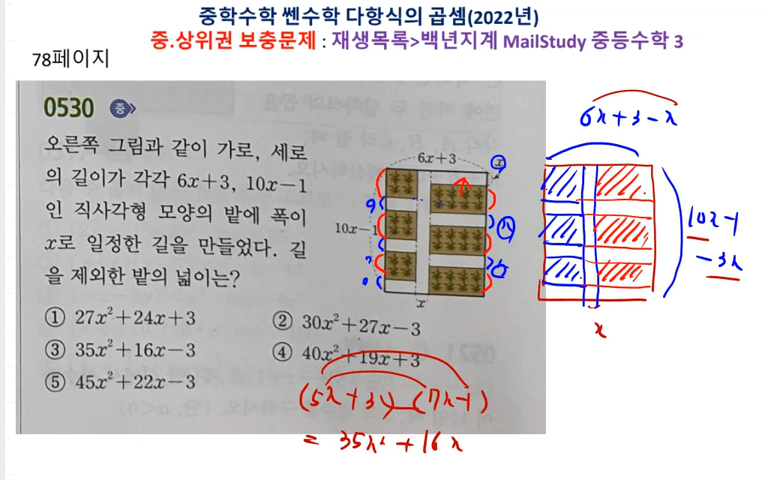 중학수학 쎈수학 다항식의 곱셈(2022년)
중.상위권 보충문제 : 재생목록>백년지계 MailStudy 중등수학 3
78페이지
0530 중
오른쪽 그림과 같이 가로, 세로
의 길이가 각각 6x+3, 10x-1
인 직사각형 모양의 밭에 폭이
x로 일정한 길을 만들었다. 길
을 제외한 밭의 넓이는?
① 27x²+24x+3
② 30x²+27x-3
③ 35x²+16x-3
④ 40x²+19x+3
⑤ 45x²+22x-3
6x+3
x
10x-1
x
6x+3-x
10x-1
-3x
x
(5x+3)(7x-1)
= 35x²+16x